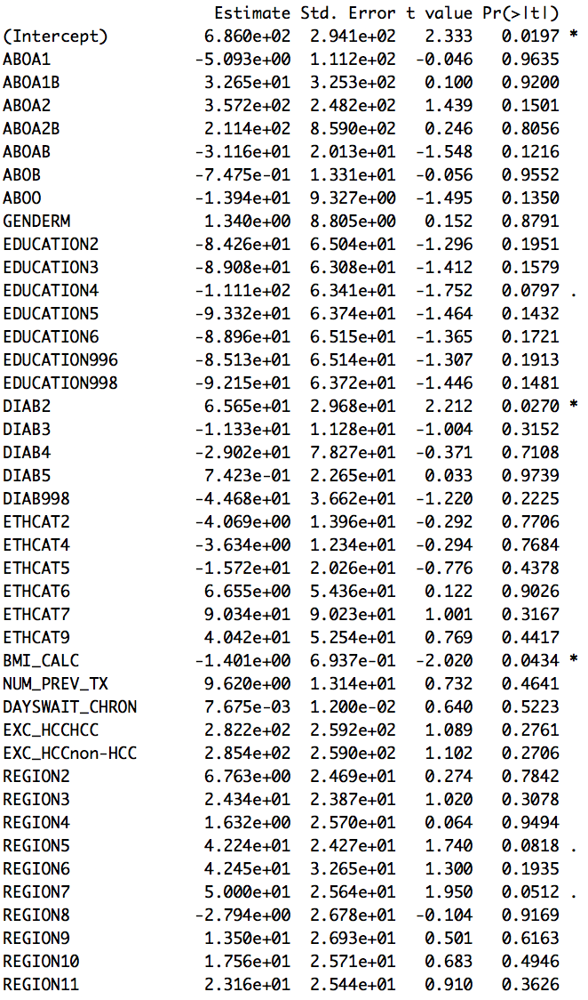 Estimate Std. Error t value Pr(>|t|)
(Intercept) 6.860e+02 2.941e+02 2.333 0.0197 *
ABOA1 -5.093e+00 1.112e+02 -0.046 0.9635
ABOA1B 3.265e+01 3.253e+02 0.100 0.9200
ABOA2 3.572e+01 2.482e+01 1.439 0.1501
ABOA2B 2.114e+01 8.590e+01 0.246 0.8056
ABOAB -3.116e+01 2.013e+01 -1.548 0.1216
ABOB -7.475e-01 1.331e+01 -0.056 0.9552
ABOO -1.394e+01 9.327e+00 -1.495 0.1350
GENDERM 1.340e+00 8.805e+00 0.152 0.8791
EDUCATION2 -8.426e+01 6.504e+01 -1.296 0.1951
EDUCATION3 -8.908e+01 6.308e+01 -1.412 0.1579
EDUCATION4 -1.111e+02 6.341e+01 -1.752 0.0797 .
EDUCATION5 -9.332e+01 6.374e+01 -1.464 0.1432
EDUCATION6 -8.896e+01 6.515e+01 -1.365 0.1721
EDUCATION996 -8.513e+01 6.514e+01 -1.307 0.1913
EDUCATION998 -9.215e+01 6.372e+01 -1.446 0.1481
DIAB2 6.565e+01 2.968e+01 2.212 0.0270 *
DIAB3 -1.133e+01 1.128e+01 -1.004 0.3152
DIAB4 -2.902e+01 7.827e+01 -0.371 0.7108
DIAB5 7.423e-01 2.265e+01 0.033 0.9739
DIAB998 -4.468e+01 3.662e+01 -1.220 0.2225
ETHCAT2 -4.069e+00 1.396e+01 -0.292 0.7706
ETHCAT4 -3.634e+00 1.234e+01 -0.294 0.7684
ETHCAT5 -1.572e+01 2.026e+01 -0.776 0.4378
ETHCAT6 6.655e+00 5.436e+01 0.122 0.9026
ETHCAT7 9.034e+01 9.023e+01 1.001 0.3167
ETHCAT9 4.042e+01 5.254e+01 0.769 0.4417
BMI_CALC -1.401e+00 6.937e-01 -2.020 0.0434 *
NUM_PREV_TX 9.620e+00 1.314e+01 0.732 0.4641
DAYSWAIT_CHRON 7.675e-03 1.200e-02 0.640 0.5223
EXC_HCCHCC 2.822e+02 2.592e+02 1.089 0.2761
EXC_HCCnon-HCC 2.854e+02 2.590e+02 1.102 0.2706
REGION2 6.763e+00 2.469e+01 0.274 0.7842
REGION3 2.434e+01 2.387e+01 1.020 0.3078
REGION4 1.632e+00 2.570e+01 0.064 0.9494
REGION5 4.224e+01 2.427e+01 1.740 0.0818 .
REGION6 4.245e+01 3.265e+01 1.300 0.1935
REGION7 5.000e+01 2.564e+01 1.950 0.0512 .
REGION8 -2.794e+00 2.678e+01 -0.104 0.9169
REGION9 1.350e+01 2.693e+01 0.501 0.6163
REGION10 1.756e+01 2.571e+01 0.683 0.4946
REGION11 2.316e+01 2.544e+01 0.910 0.3626